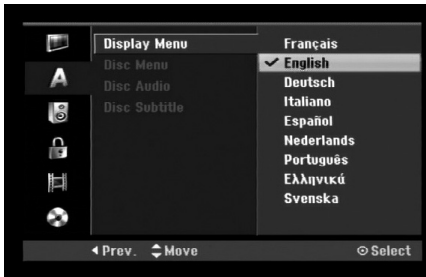 A
Display Menu
Disc Menu
Disc Audio
Disc Subtitle
Français
English
Deutsch
Italiano
Español
Nederlands
Português
Ελληνικά
Svenska
Prev. Move Select